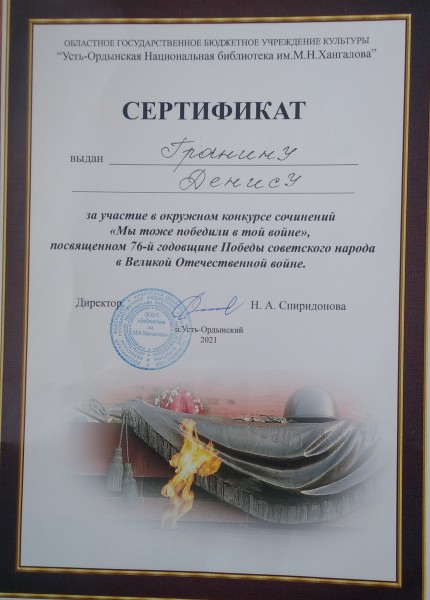 ОБЛАСТНОЕ ГОСУДАРСТВЕННОЕ БЮДЖЕТНОЕ УЧРЕЖДЕНИЕ КУЛЬТУРЫ
"Усть-Ордынская Национальная библиотека им.М.Н.Хангалова"
СЕРТИФИКАТ
выдан Гранину
Денису
за участие в окружном конкурсе сочинений
«Мы тоже победили в той войне»,
посвященном 76-й годовщине Победы советского народа
в Великой Отечественной войне.
Директор: Н. А. Спиридонова
п.Усть-Ордынский
2021